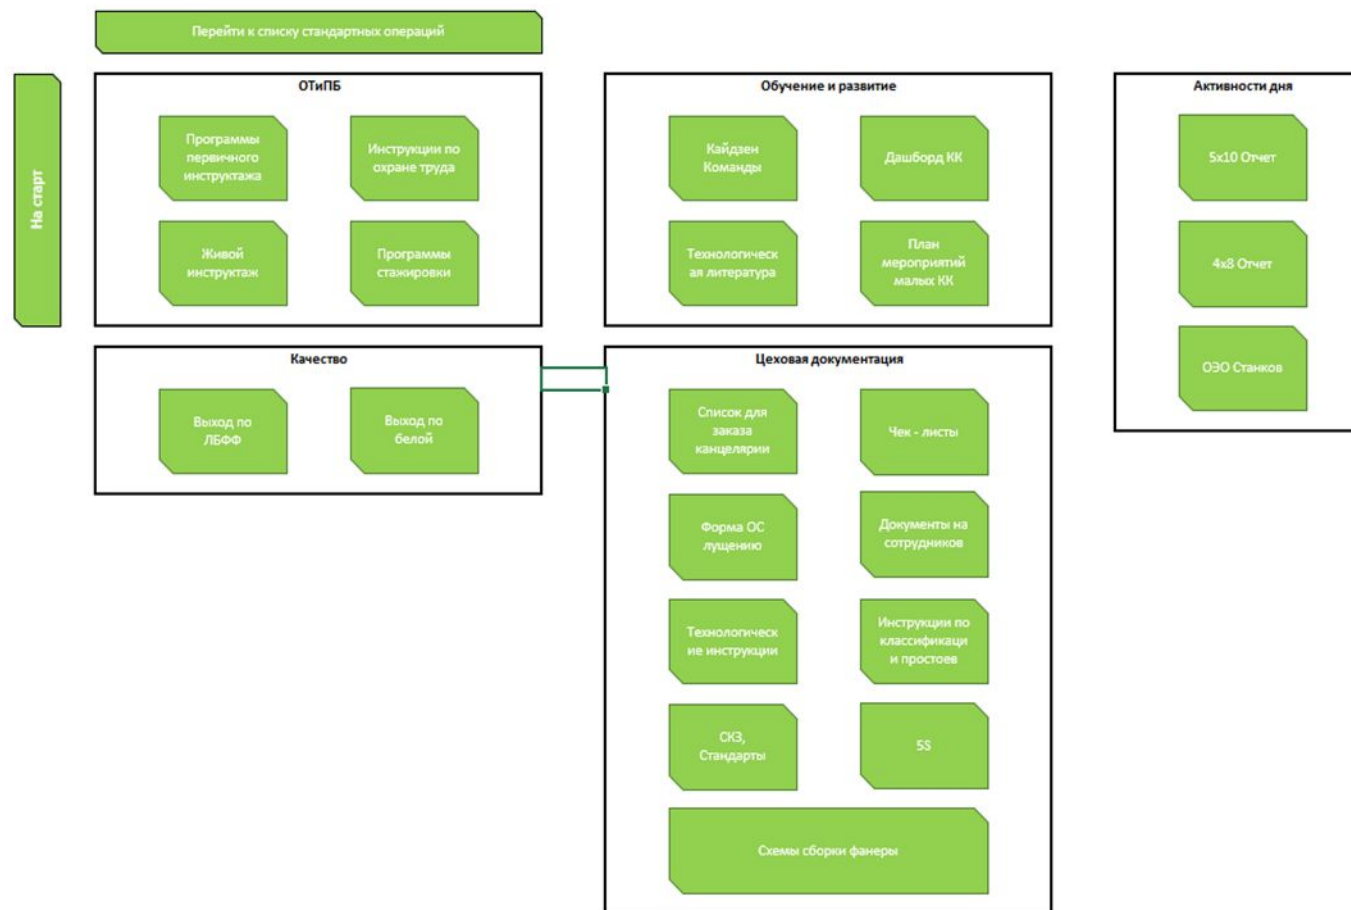 Перейти к списку стандартных операций
На старт
ОТиПБ
Программы
первичного
инструктажа
Инструкции по
охране труда
Живой
инструктаж
Программы
стажировки
Обучение и развитие
Кайдзен
Команды
Дашборд КК
Технологическ
ая литература
План
мероприятий
малых КК
Активности дня
5х10 Отчет
4х8 Отчет
ОЗО Станков
Качество
Выход по
ЛБФФ
Выход по
белой
Цеховая документация
Список для
заказа
канцелярии
Чек - листы
Форма ОС
лущению
Документы на
сотрудников
Технологическ
ие инструкции
Инструкции по
классификаци
и простоев
СКЗ,
Стандарты
5S
Схемы сборки фанеры